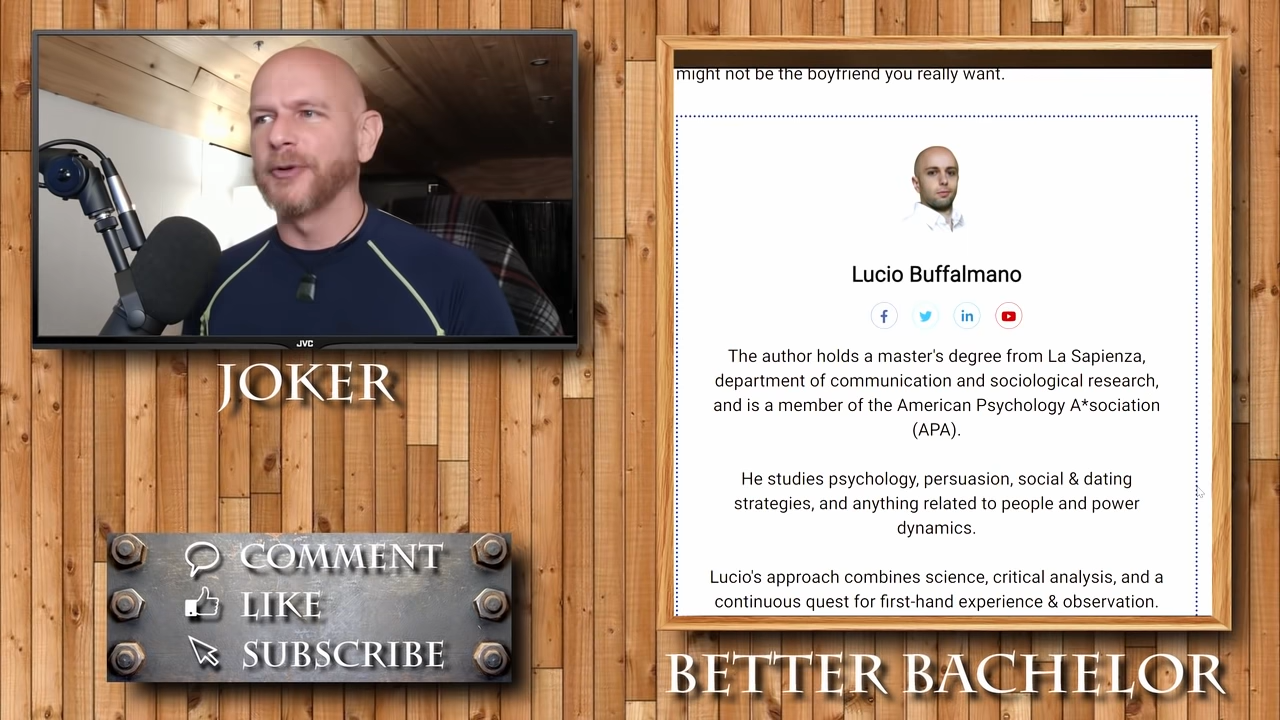 JVC
JOKER
COMMENT
LIKE
SUBSCRIBE
might not be the boyfriend you really want.
Lucio Buffalmano
The author holds a master's degree from La Sapienza,
department of communication and sociological research,
and is a member of the American Psychology A*sociation
(APA).
He studies psychology, persuasion, social & dating
strategies, and anything related to people and power
dynamics.
Lucio's approach combines science, critical analysis, and a
continuous quest for first-hand experience & observation.
BETTER BACHELOR